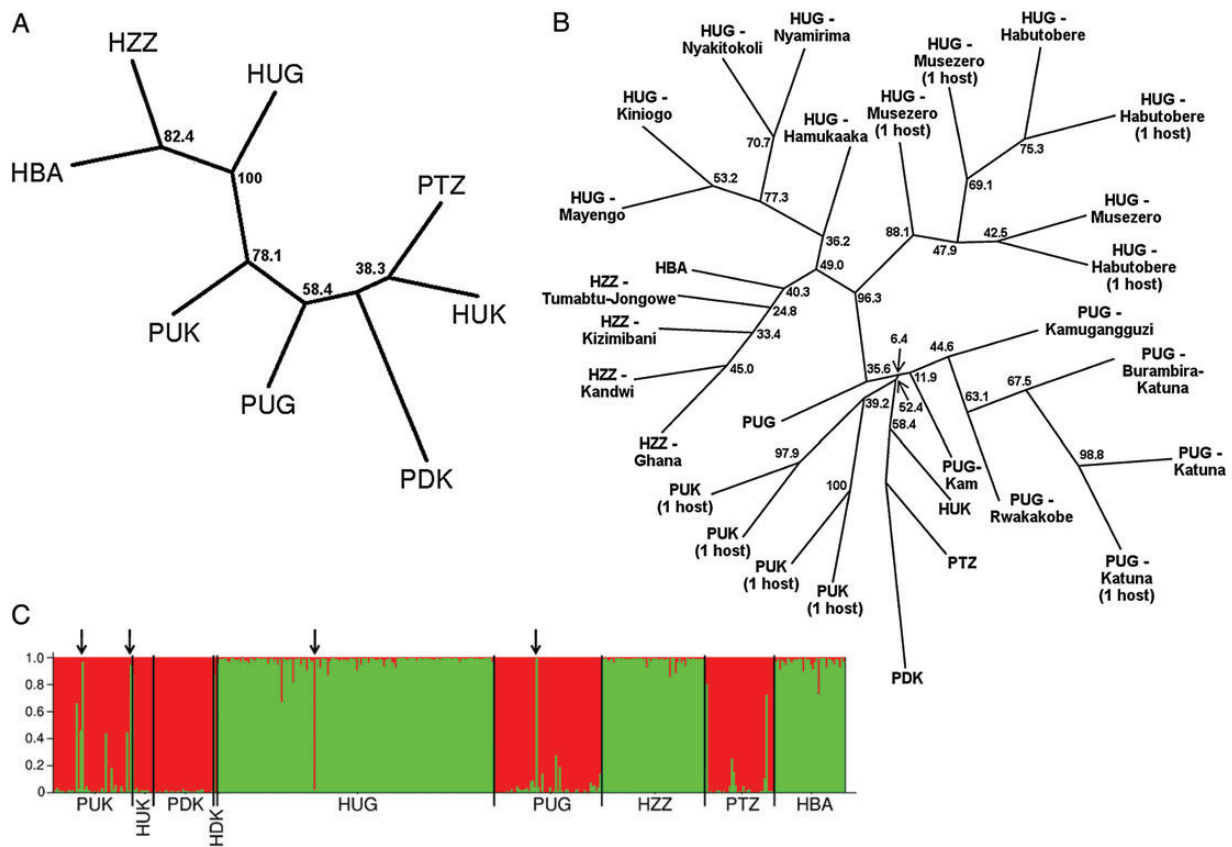 A
HZZ
HUG
82.4
HBA
100
PTZ
78.1
38.3
58.4
PUK
HUK
PUG
PDK
B
HUG -
Nyakitokoli
HUG -
Nyamirima
HUG -
Musezero
(1 host)
HUG -
Habutobere
HUG -
Kiniogo
HUG -
Hamukaaka
HUG -
Musezero
(1 host)
HUG -
Habutobere
(1 host)
70.7
75.3
53.2
69.1
HUG -
Mayengo
77.3
HUG -
Musezero
88.1
42.5
36.2
47.9
49.0
HUG -
Habutobere
(1 host)
HBA
40.3
96.3
HZZ -
Tumabtu-Jongowe
24.8
HZZ -
Kizimibani
33.4
PUG -
Kamugangguzi
6.4
44.6
PUG -
Burambira-
Katuna
HZZ -
Kandwi
45.0
35.6
11.9
67.5
39.2
52.4
63.1
PUG
58.4
HZZ -
Ghana
97.9
98.8
PUG -
Katuna
PUG-
Kam
PUK
(1 host)
100
HUK
PUG -
Rwakakobe
PUK
(1 host)
PTZ
PUG -
Katuna
(1 host)
PUK
(1 host)
PUK
(1 host)
PDK
C
1.0
0.8
0.6
0.4
0.2
0
PUK
HUK
PDK
HDK
HUG
PUG
HZZ
PTZ
HBA